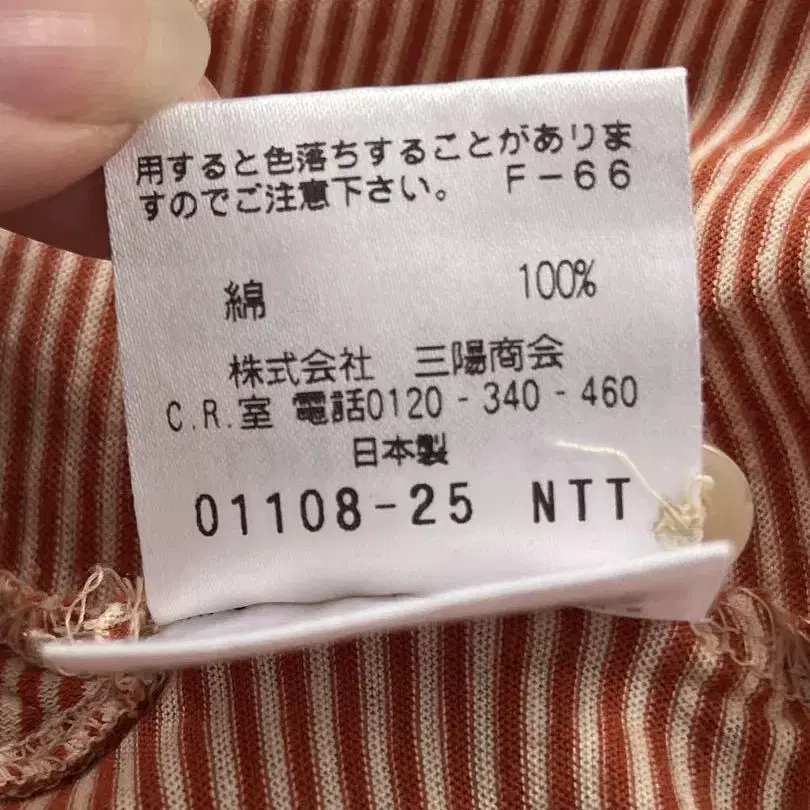 用すると色落ちすることがありま
すのでご注意下さい。 F-66
綿 100%
株式会社 三陽商会
C.R.室 電話0120-340-460
日本製
01108-25 NTT